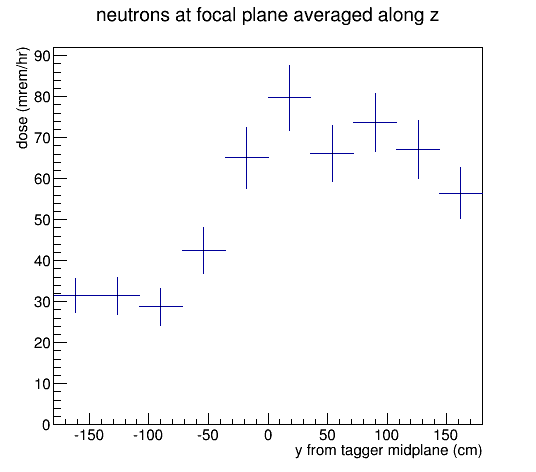 neutrons at focal plane averaged along z
dose (mrem/hr)
90
80
70
60
50
40
30
20
10
0
-150 -100 -50 0 50 100 150
y from tagger midplane (cm)